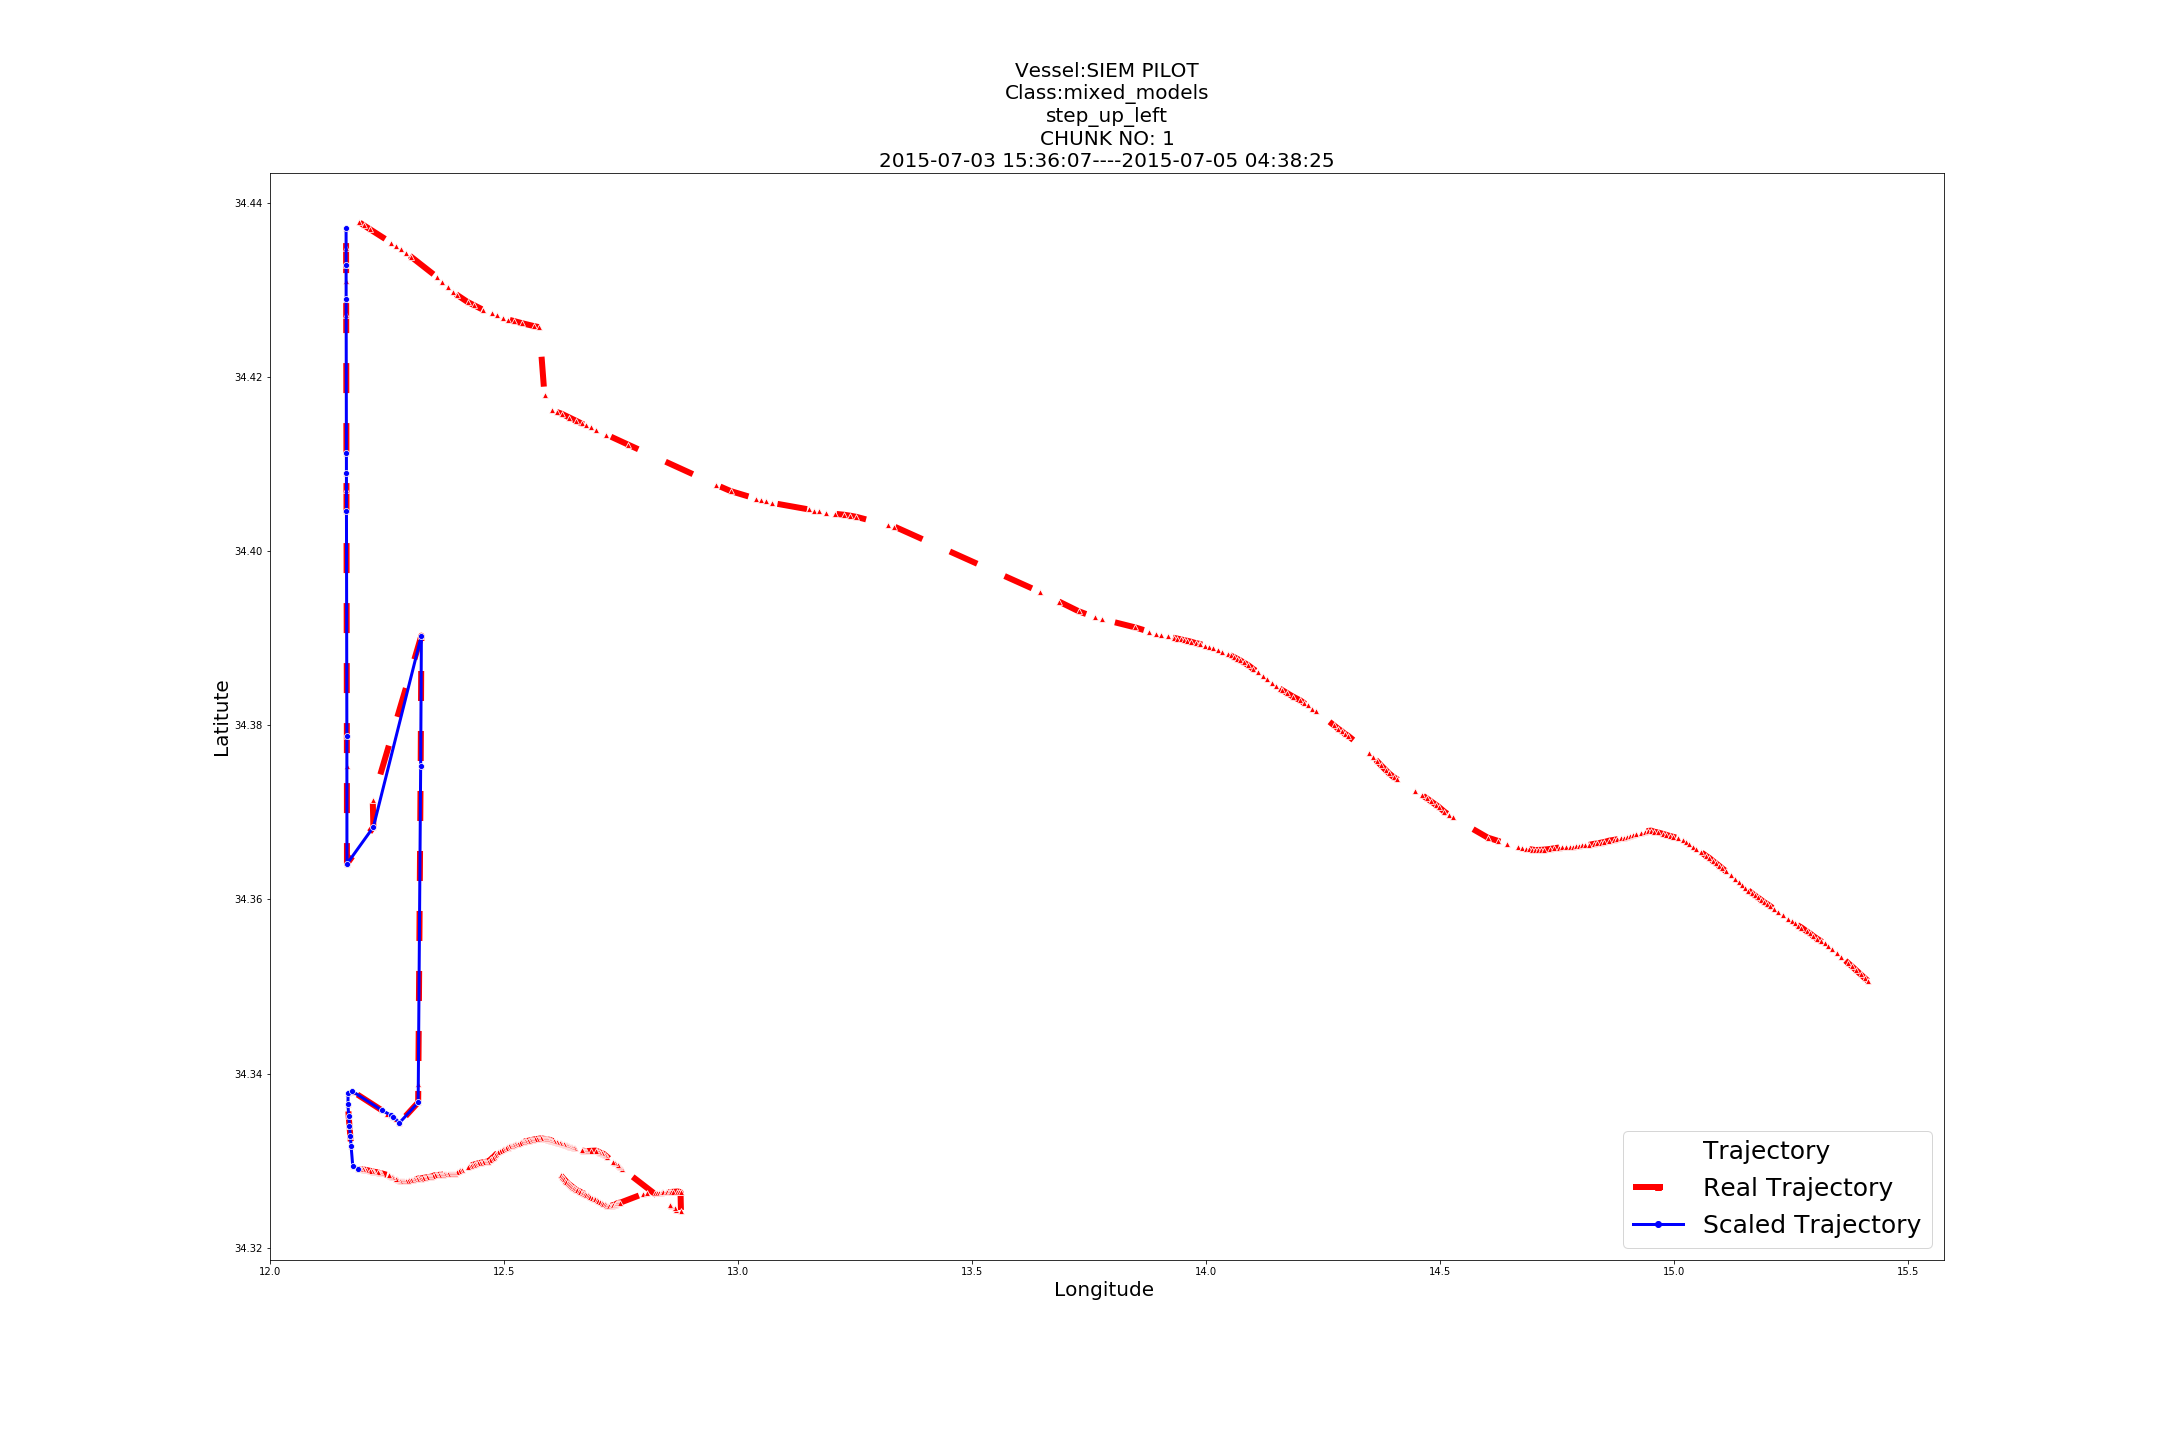 Vessel:SIEM PILOT
Class:mixed_models
step_up_left
CHUNK NO: 1
2015-07-03 15:36:07----2015-07-05 04:38:25
34.44
34.42
34.40
34.38
34.36
34.34
34.32
Latitute
12.0 12.5 13.0 13.5 14.0 14.5 15.0 15.5
Longitude
Trajectory
Real Trajectory
Scaled Trajectory